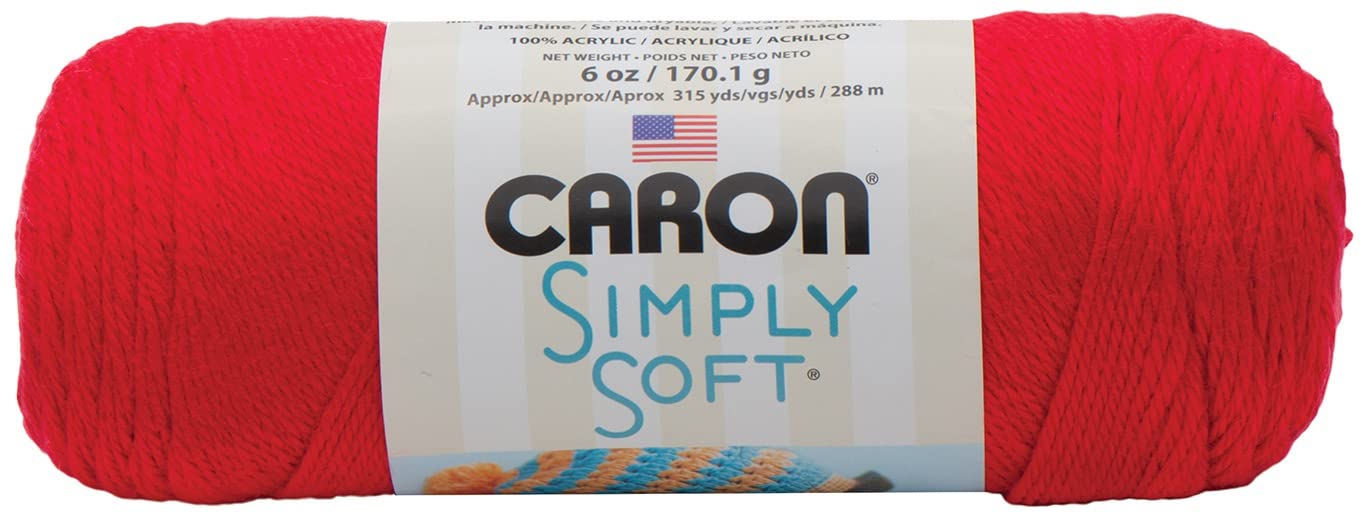 la machine. / Se puede lavar y secar a máquina.
100% ACRYLIC / ACRYLIQUE / ACRÍLICO
NET WEIGHT • POIDS NET • PESO NETO
6 oz / 170.1 g
Approx/Approx/Aprox 315 yds/vgs/yds / 288 m
CARON®
SIMPLY
SOFT®